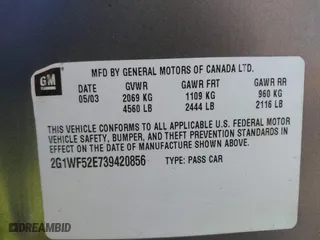 GM
MFD BY GENERAL MOTORS OF CANADA LTD.
DATE GVWR GAWR FRT GAWR RR
05/03 2069 KG 1109 KG 960 KG
4560 LB 2444 LB 2116 LB
THIS VEHICLE CONFORMS TO ALL APPLICABLE U.S. FEDERAL MOTOR
VEHICLE SAFETY, BUMPER, AND THEFT PREVENTION STANDARDS IN
EFFECT ON THE DATE OF MANUFACTURE SHOWN ABOVE.
2G1WF52E739420856 TYPE: PASS CAR
DREAMBID